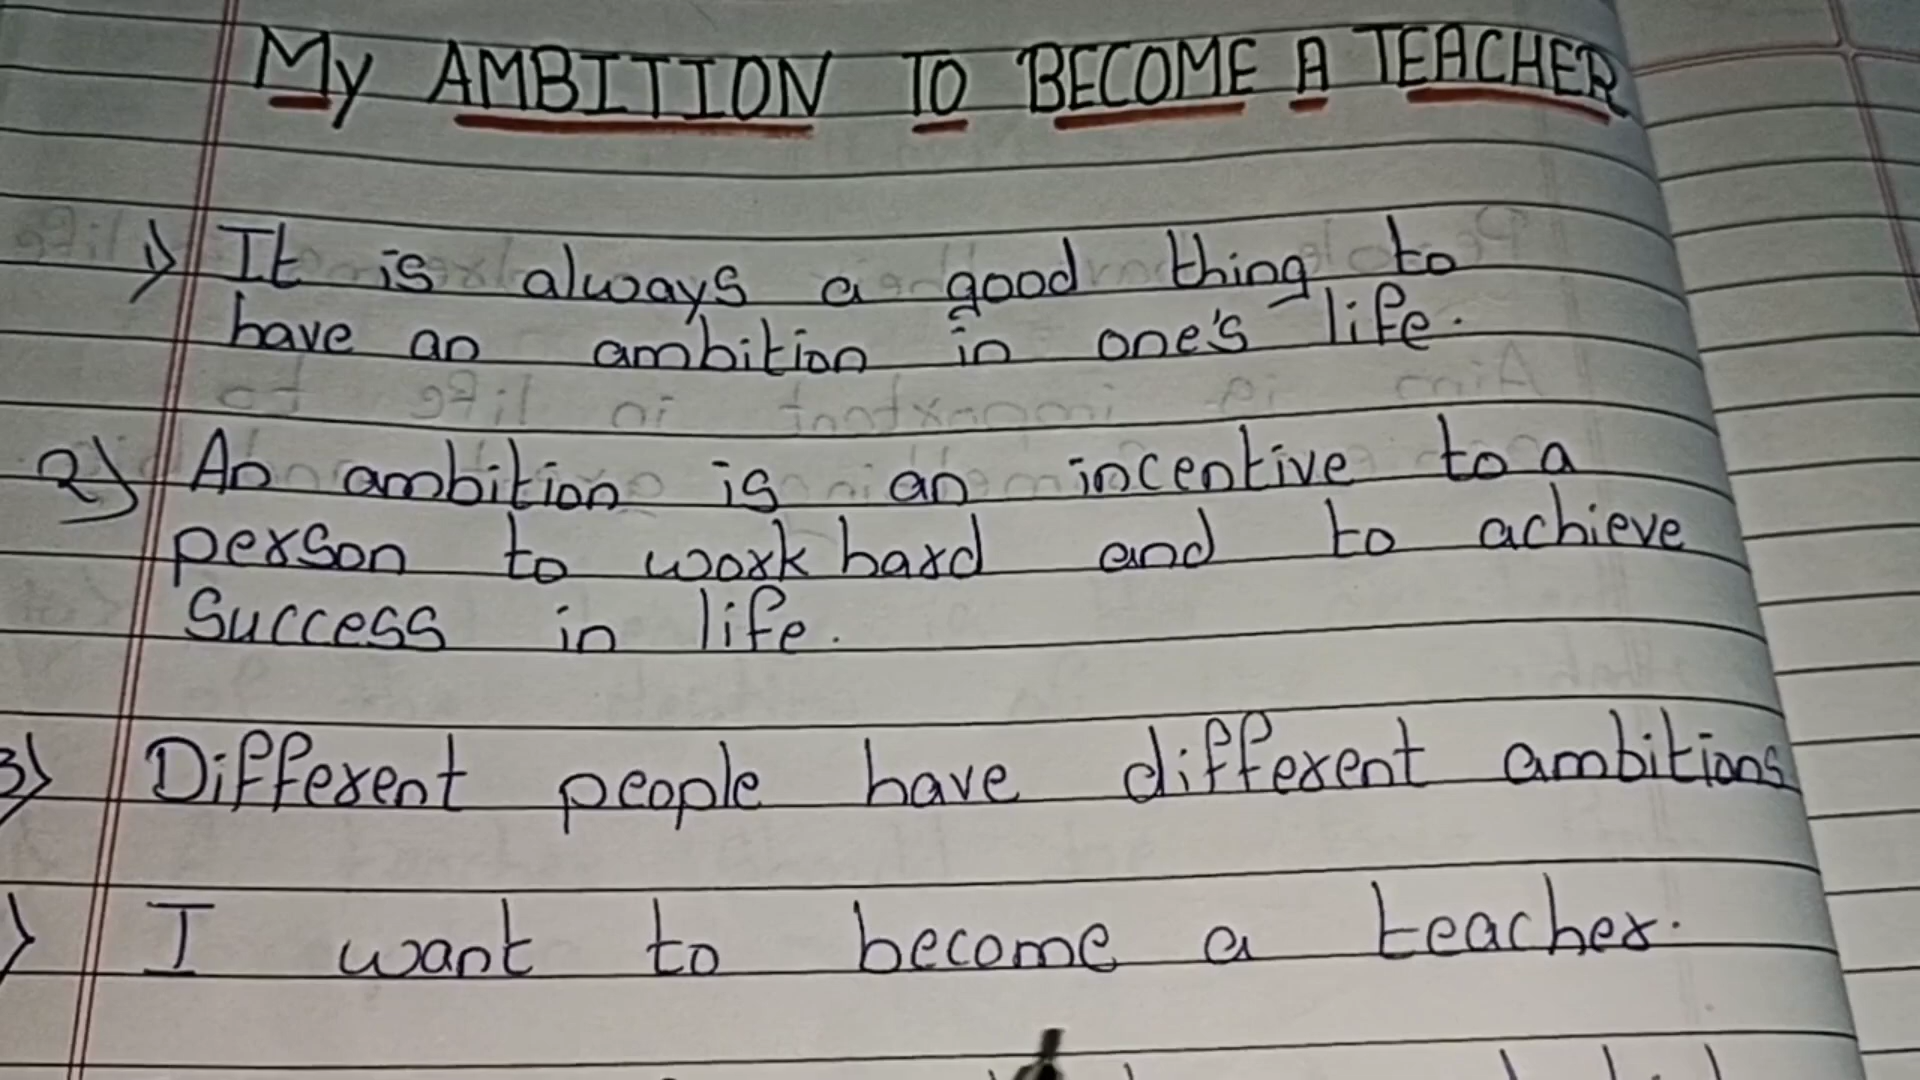 My AMBITION TO BECOME A TEACHER
1) It is always a good thing to
have an ambition in one's life.
2) An ambition is an incentive to a
person to work hard and to achieve
Success in life.
3) Different people have different ambitions
) I want to become a teacher.